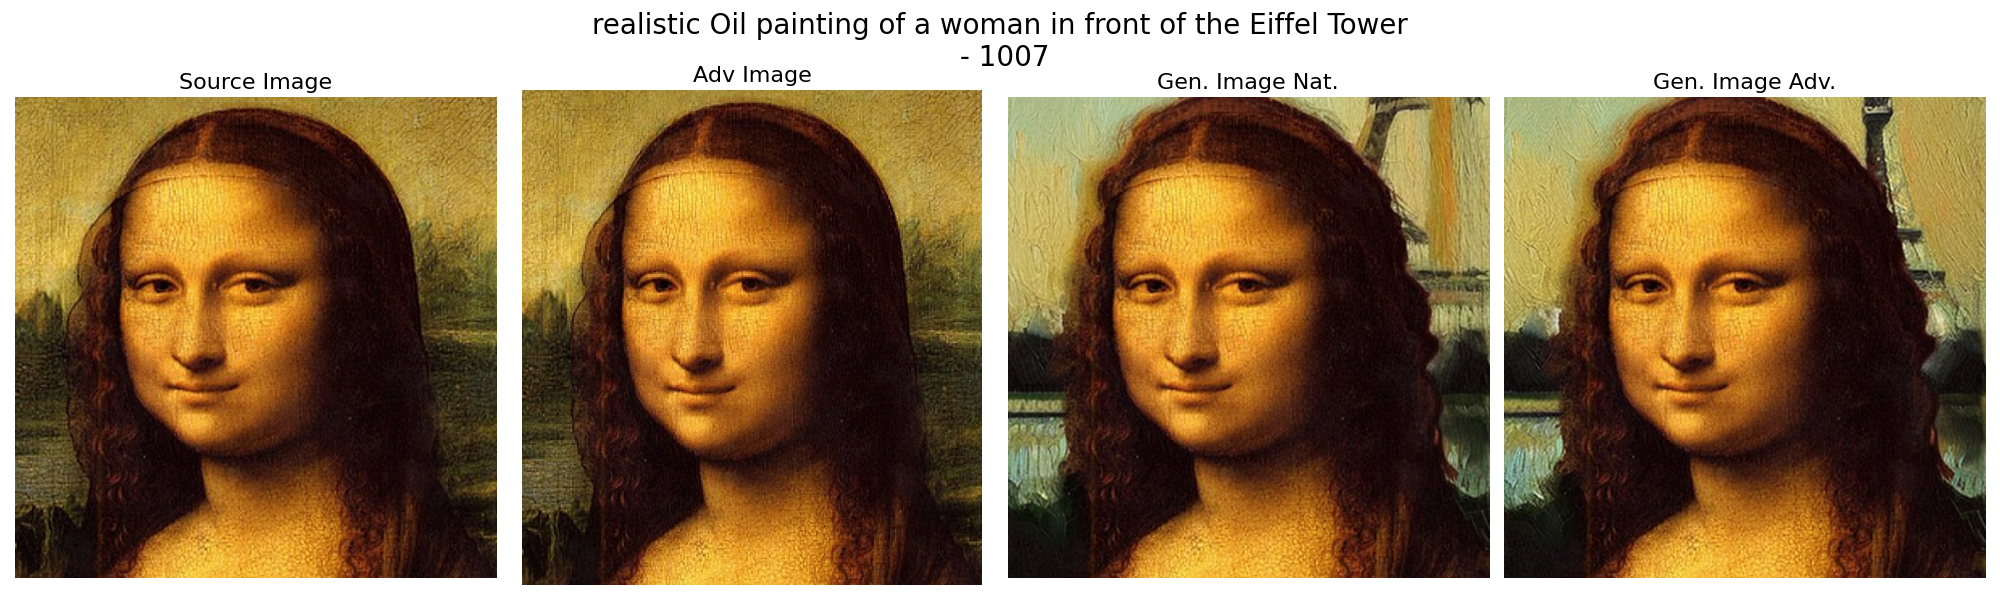 realistic Oil painting of a woman in front of the Eiffel Tower
- 1007
Source Image
Adv Image
Gen. Image Nat.
Gen. Image Adv.